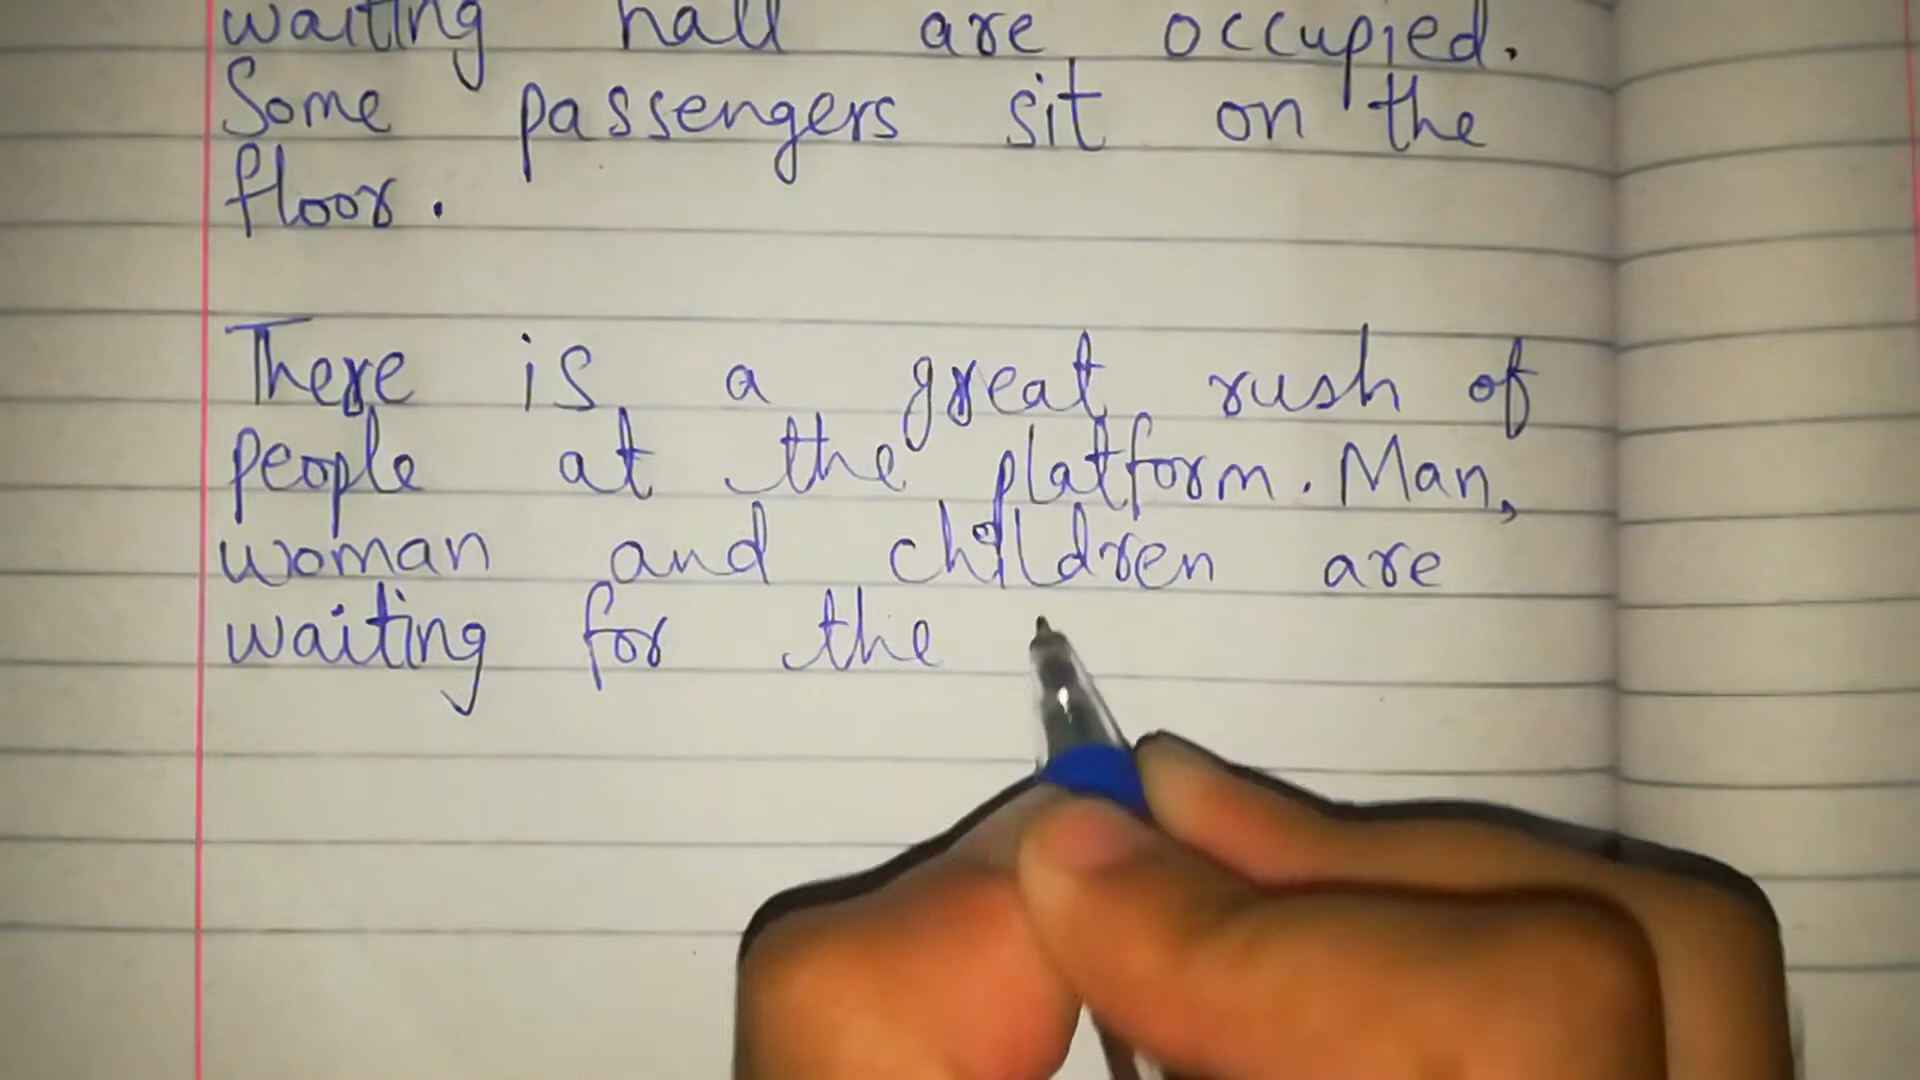 waiting hall are occupied.
Some passengers sit on the
floor.
There is a great rush of
people at the platform. Man,
woman and children are
waiting for the